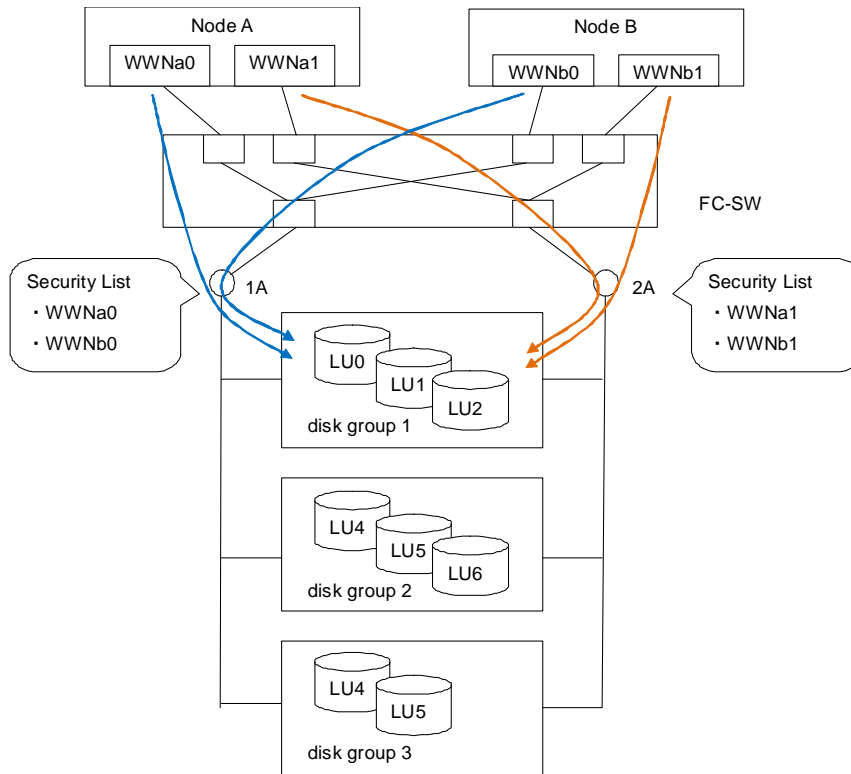 Node A
Node B
WWNa0
WWNa1
WWNb0
WWNb1
FC-SW
Security List
・WWNa0
・WWNb0
1A
2A
Security List
・WWNa1
・WWNb1
LU0
LU1
LU2
disk group 1
LU4
LU5
LU6
disk group 2
LU4
LU5
disk group 3